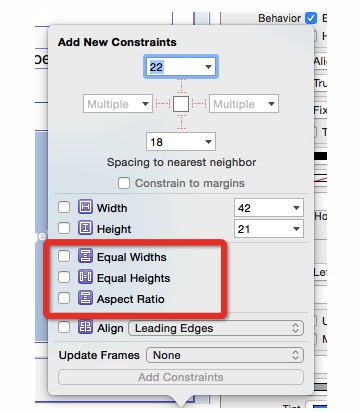 Behavior
Add New Constraints
22
Multiple
Multiple
18
Spacing to nearest neighbor
Constrain to margins
Width 42
Height 21
Equal Widths
Equal Heights
Aspect Ratio
Align Leading Edges
Update Frames None
Add Constraints